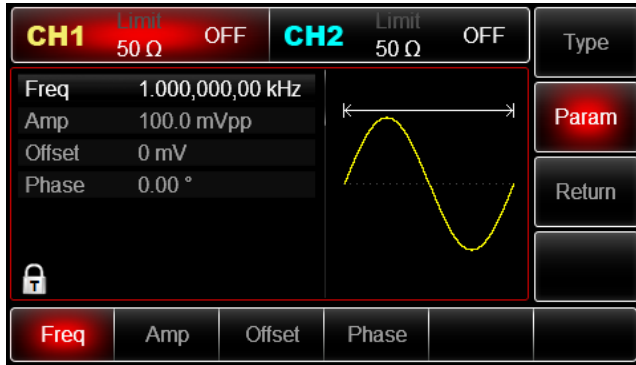 CH1 Limit 50 Ω OFF CH2 Limit 50 Ω OFF Type
Freq 1.000,000,00 kHz
Amp 100.0 mVpp
Offset 0 mV
Phase 0.00 °
Param
Return
T
Freq Amp Offset Phase